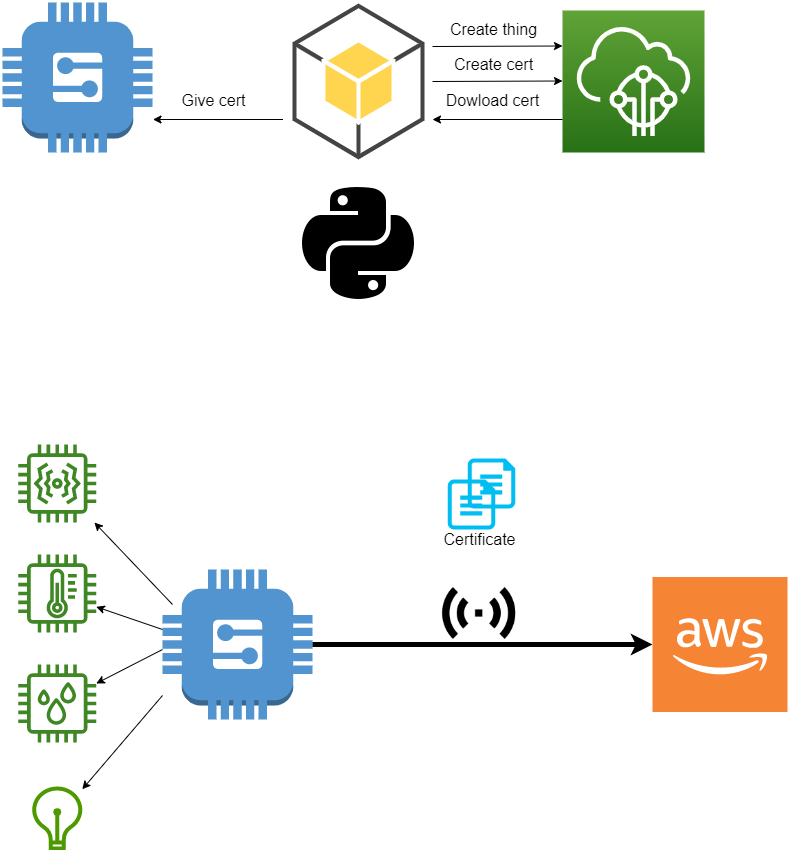 Create thing
Create cert
Give cert
Dowload cert
Certificate
aws